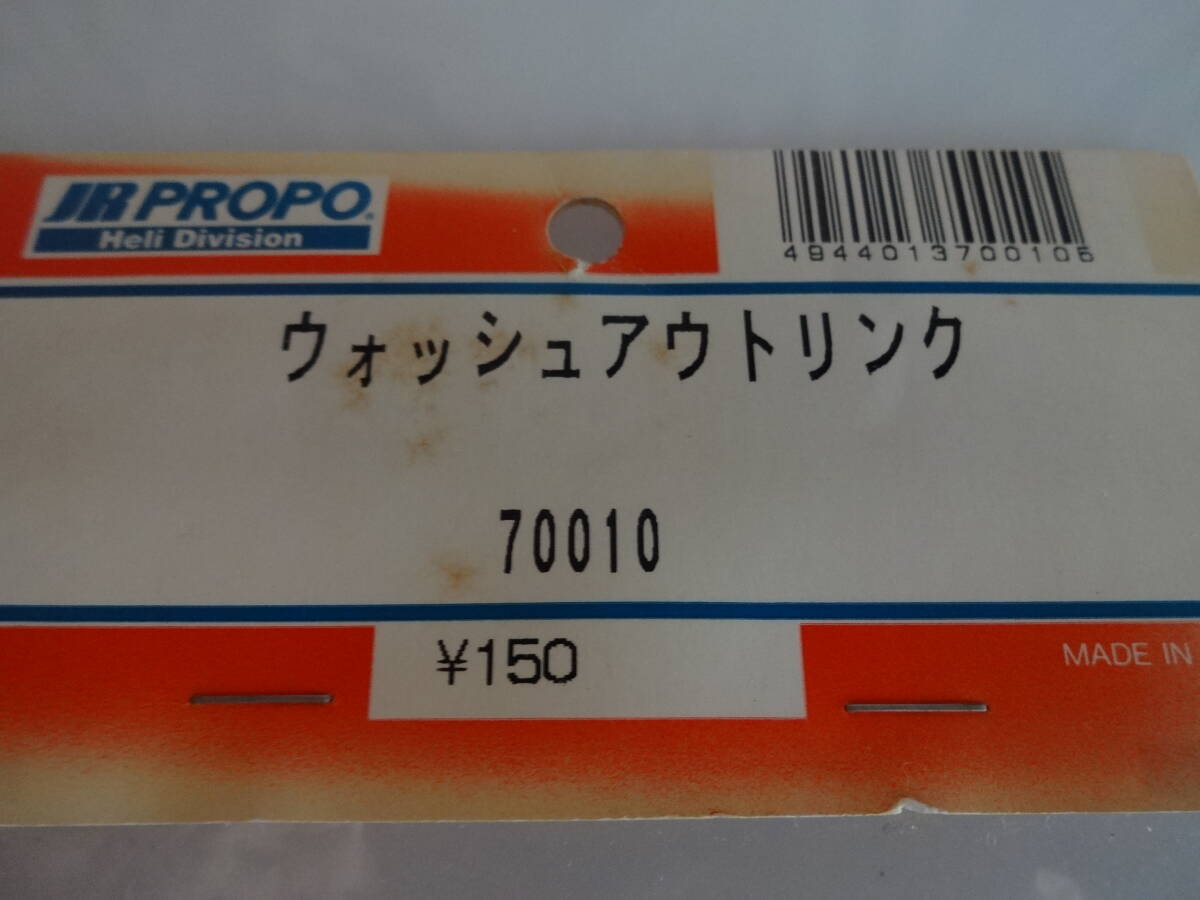 JR PROPO
Heli Division
4944013700106
ウォッシュアウトリンク
70010
¥150
MADE IN